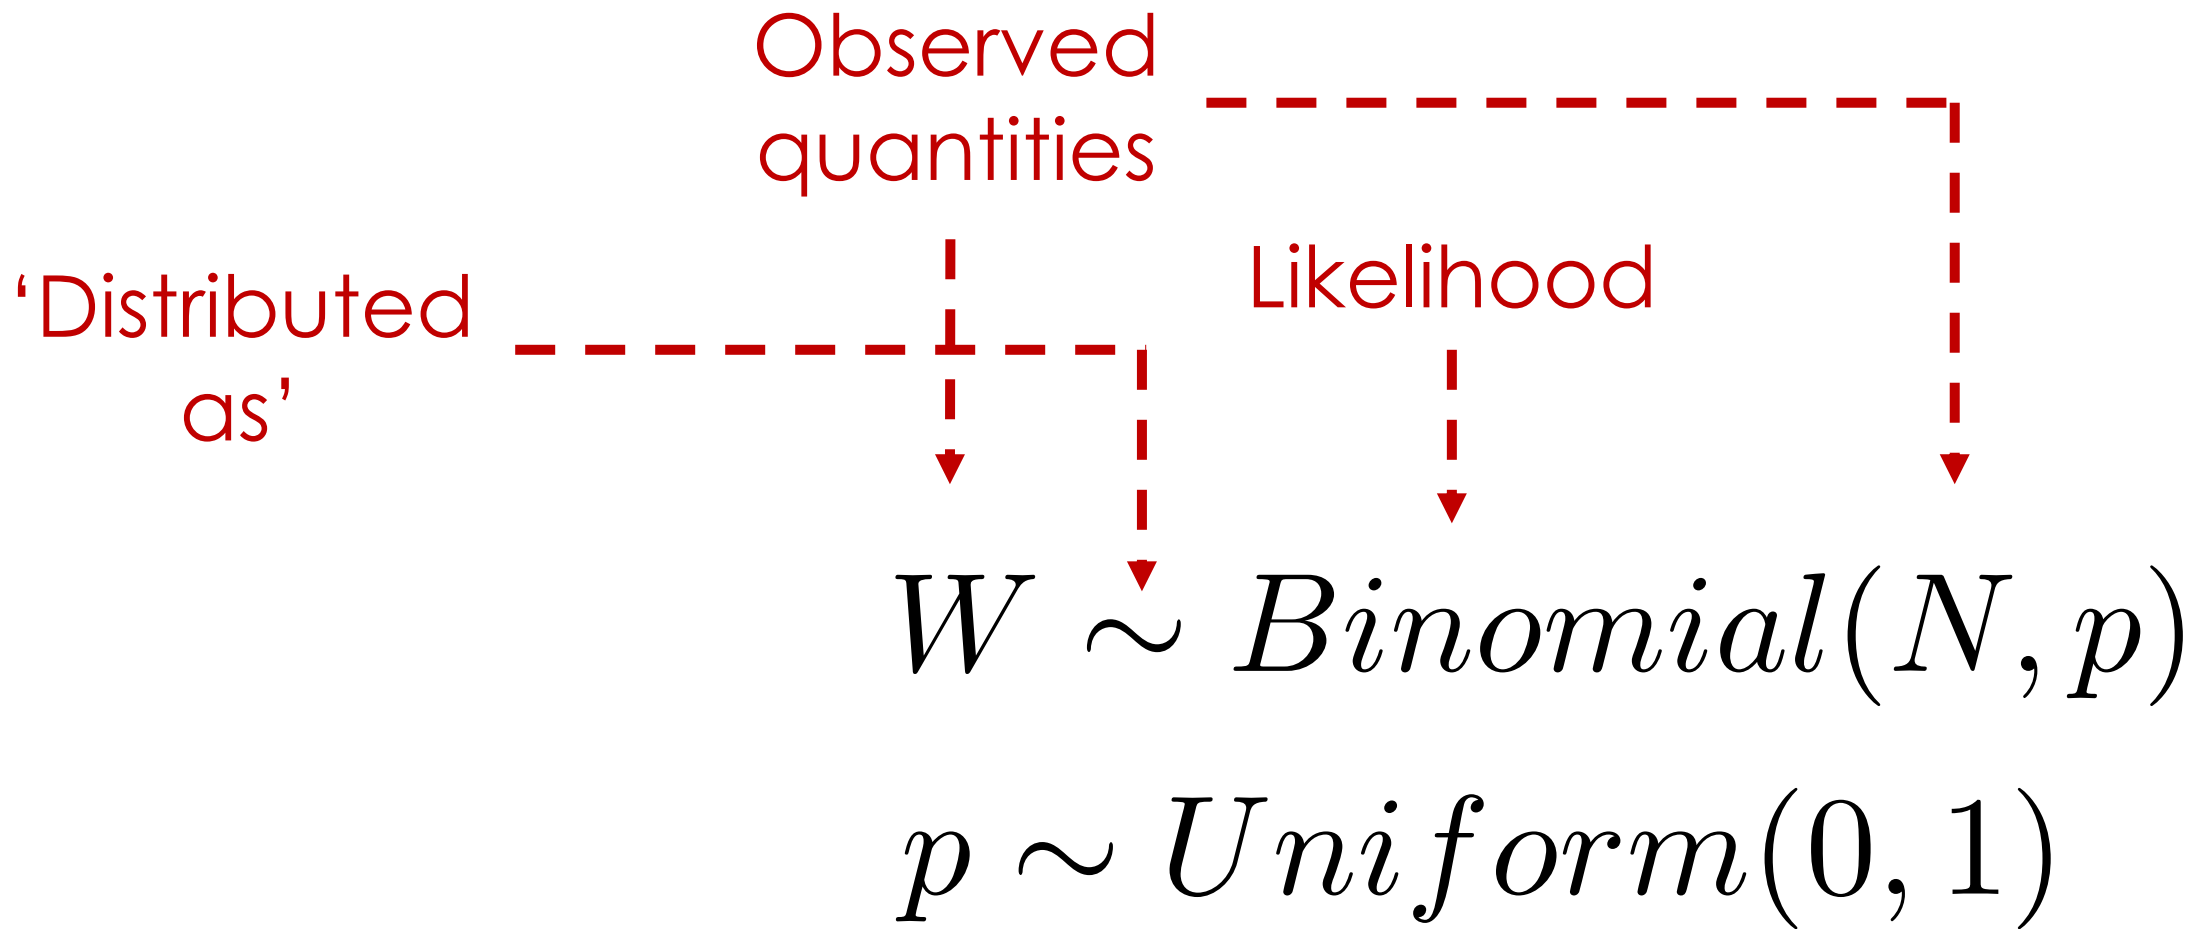 Observed
quantities
Likelihood
‘Distributed
as’
W ∼ Binomial(N, p)
p ∼ Uniform(0, 1)